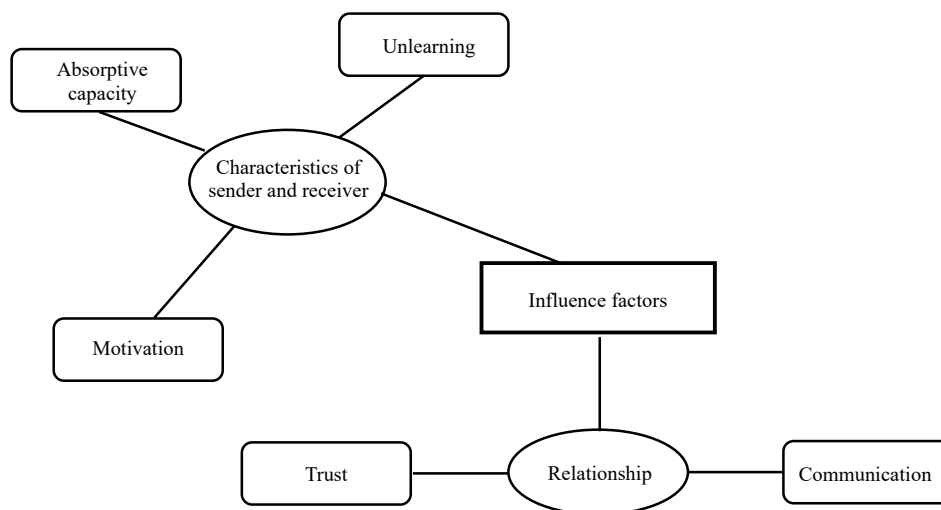 Unlearning
Absorptive
capacity
Characteristics of
sender and receiver
Influence factors
Motivation
Trust
Relationship
Communication